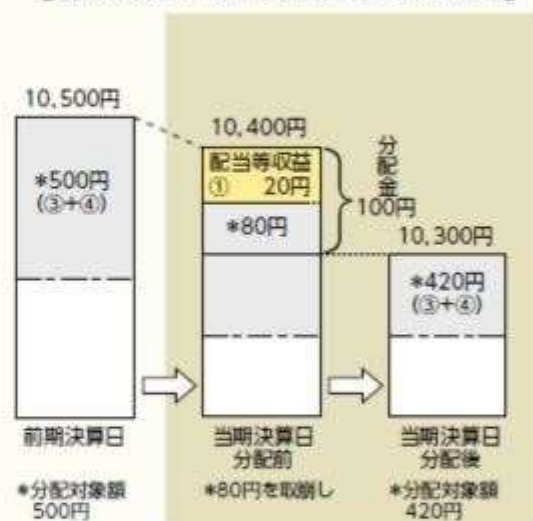 10,500円
*500円
(③+④)
10,400円
配当等収益
① 20円
*80円
分配金
100円
10,300円
*420円
(③+④)
前期決算日
当期決算日
分配前
当期決算日
分配後
*分配対象額
500円
*80円を取崩し
*分配対象額
420円